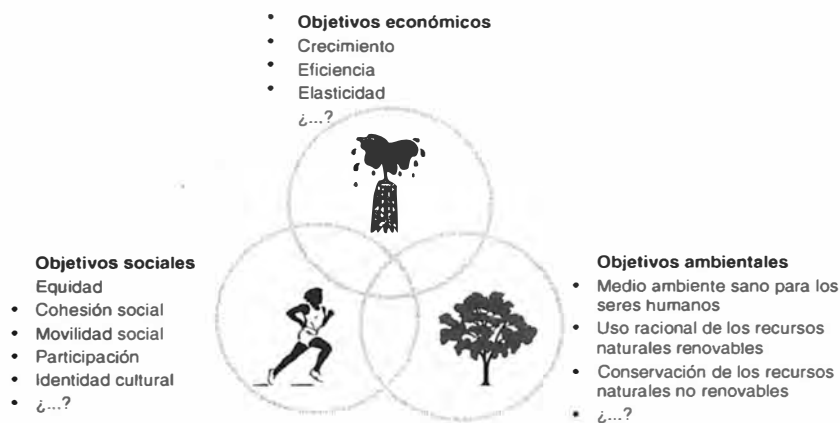 • Objetivos económicos
• Crecimiento
• Eficiencia
• Elasticidad
¿...?
Objetivos sociales
Equidad
• Cohesión social
• Movilidad social
• Participación
• Identidad cultural
• ¿...?
Objetivos ambientales
• Medio ambiente sano para los
seres humanos
• Uso racional de los recursos
naturales renovables
• Conservación de los recursos
naturales no renovables
• ¿...?